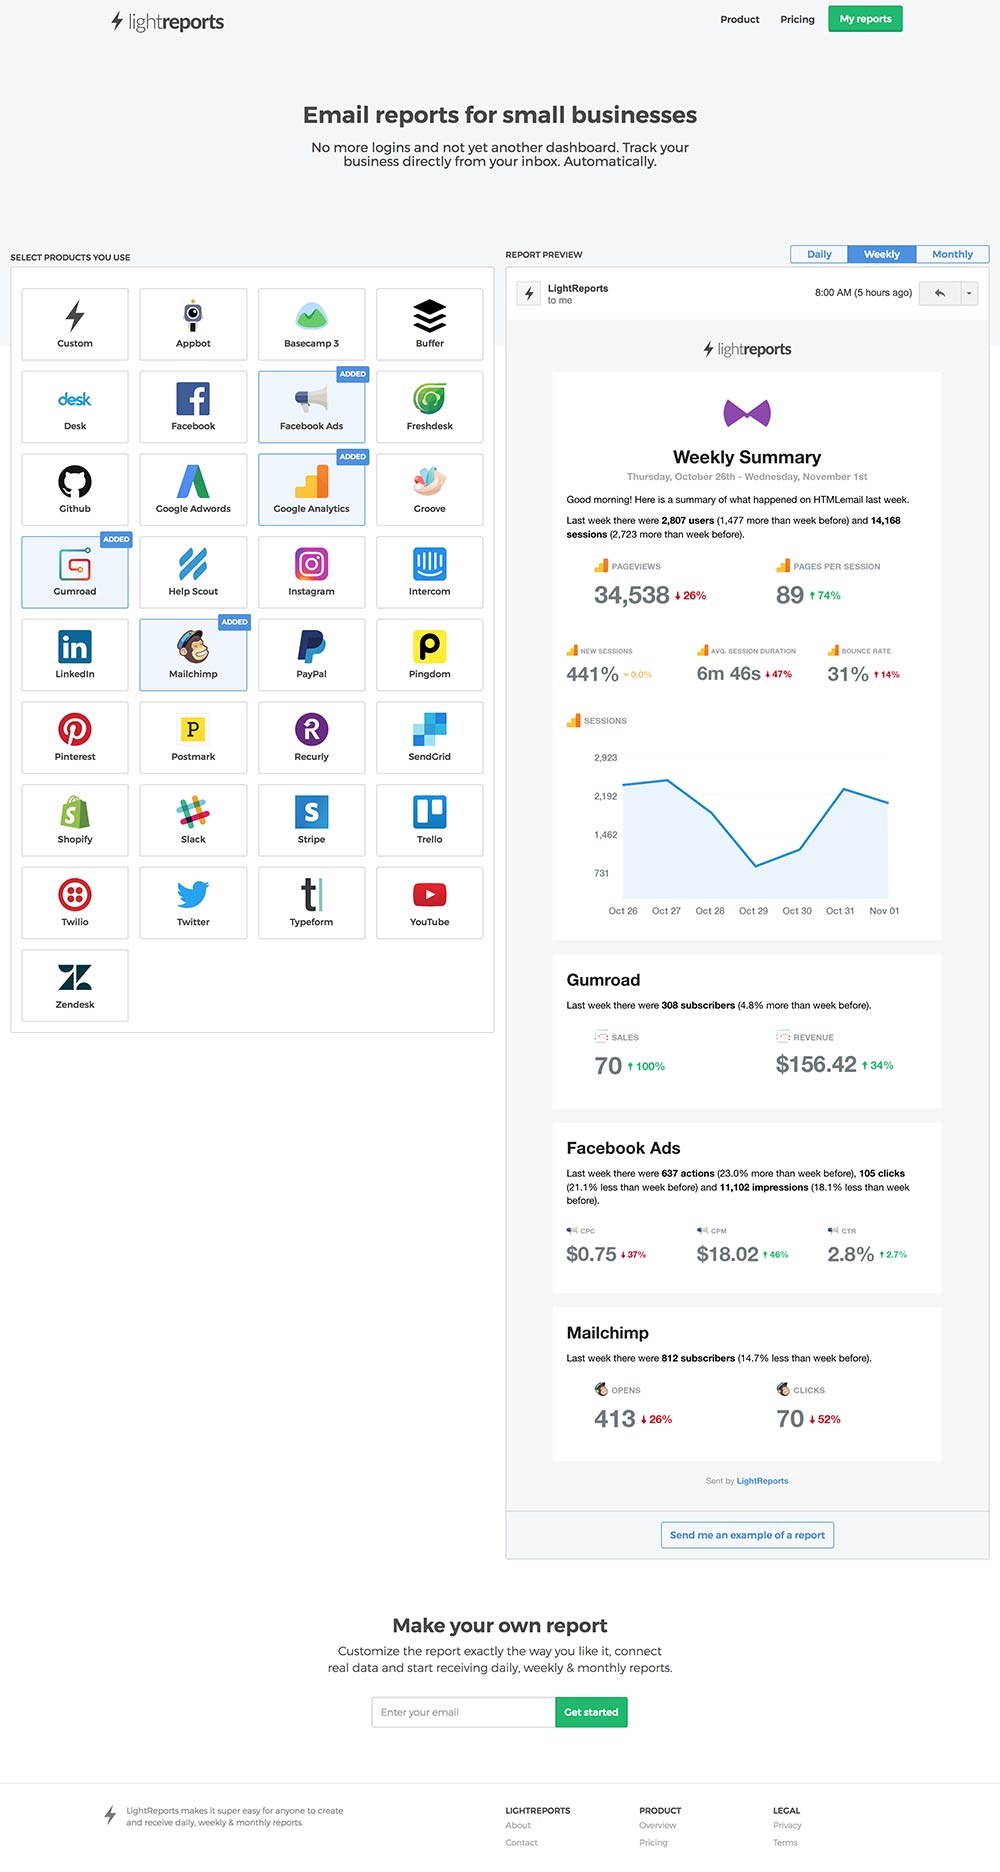 lightreports
Product
Pricing
My reports
Email reports for small businesses
No more logins and not yet another dashboard. Track your
business directly from your inbox. Automatically.
SELECT PRODUCTS YOU USE
Custom
Appbot
Basecamp 3
Buffer
desk
Desk
Facebook
ADDED
Facebook Ads
Freshdesk
Github
Google Adwords
ADDED
Google Analytics
Groove
ADDED
Gumroad
Help Scout
Instagram
Intercom
in
LinkedIn
ADDED
Mailchimp
PayPal
Pingdom
Pinterest
P
Postmark
Recurly
SendGrid
Shopify
Slack
S
Stripe
Trello
Twilio
Twitter
Typeform
YouTube
Zendesk
REPORT PREVIEW
Daily
Weekly
Monthly
LightReports
to me
8:00 AM (5 hours ago)
lightreports
Weekly Summary
Thursday, October 26th - Wednesday, November 1st
Good morning! Here is a summary of what happened on HTMLemail last week.
Last week there were 2,807 users (1,477 more than week before) and 14,168
sessions (2,723 more than week before).
PAGEVIEWS
34,538 ↓ 26%
PAGES PER SESSION
89 ↑ 74%
NEW SESSIONS
441% = 0.0%
AVG. SESSION DURATION
6m 46s ↓ 47%
BOUNCE RATE
31% ↑ 14%
SESSIONS
2,923
2,192
1,462
731
Oct 26 Oct 27 Oct 28 Oct 29 Oct 30 Oct 31 Nov 01
Gumroad
Last week there were 308 subscribers (4.8% more than week before).
SALES
70 ↑ 100%
REVENUE
$156.42 ↑ 34%
Facebook Ads
Last week there were 637 actions (23.0% more than week before), 105 clicks
(21.1% less than week before) and 11,102 impressions (18.1% less than week
before).
CPC
$0.75 ↓ 37%
CPM
$18.02 ↑ 46%
CTR
2.8% ↑ 2.7%
Mailchimp
Last week there were 812 subscribers (14.7% less than week before).
OPENS
413 ↓ 26%
CLICKS
70 ↓ 52%
Sent by LightReports
Send me an example of a report
Make your own report
Customize the report exactly the way you like it, connect
real data and start receiving daily, weekly & monthly reports.
Enter your email
Get started
LightReports makes it super easy for anyone to create
and receive daily, weekly & monthly reports.
LIGHTREPORTS
About
Contact
PRODUCT
Overview
Pricing
LEGAL
Privacy
Terms